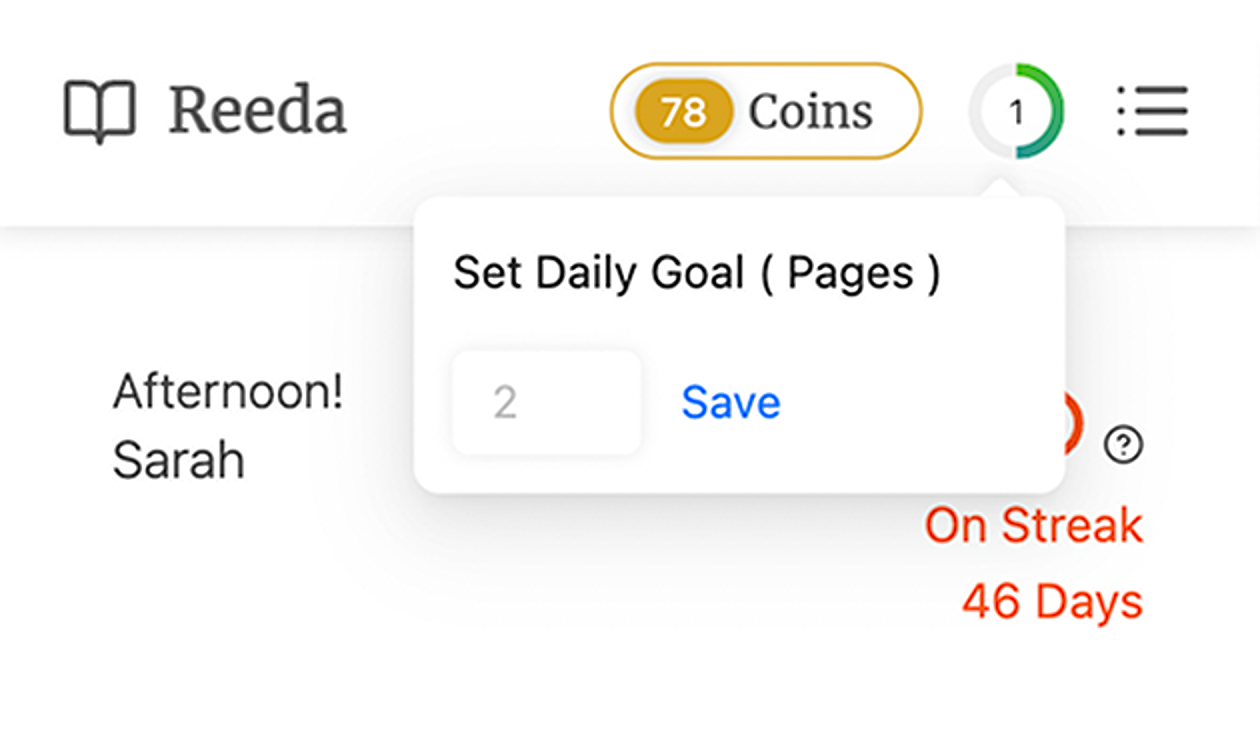 Reeda
78 Coins
1
Set Daily Goal ( Pages )
2
Save
Afternoon!
Sarah
?
On Streak
46 Days